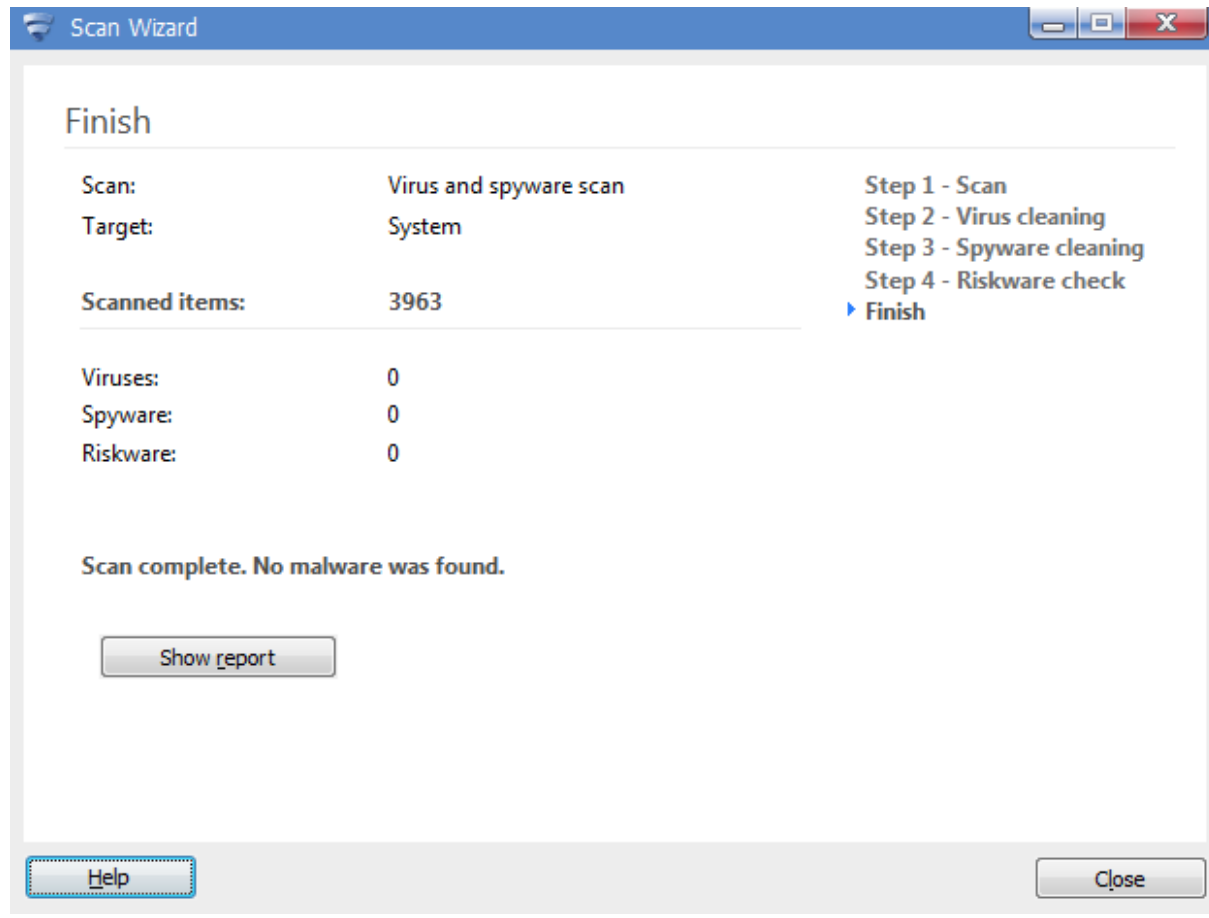 Scan Wizard
Finish
Scan: Virus and spyware scan
Target: System
Scanned items: 3963
Viruses: 0
Spyware: 0
Riskware: 0
Scan complete. No malware was found.
Show report
Step 1 - Scan
Step 2 - Virus cleaning
Step 3 - Spyware cleaning
Step 4 - Riskware check
Finish
Help
Close